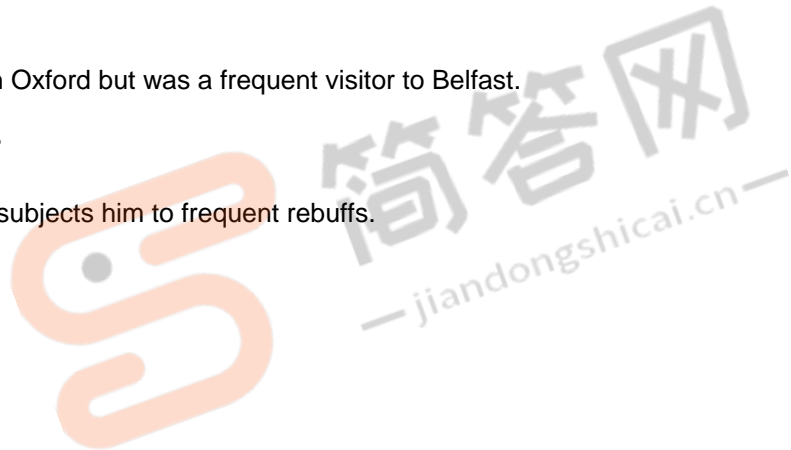 Oxford but was a frequent visitor to Belfast.
subjects him to frequent rebuffs.
简答网
jiandongshicai.cn